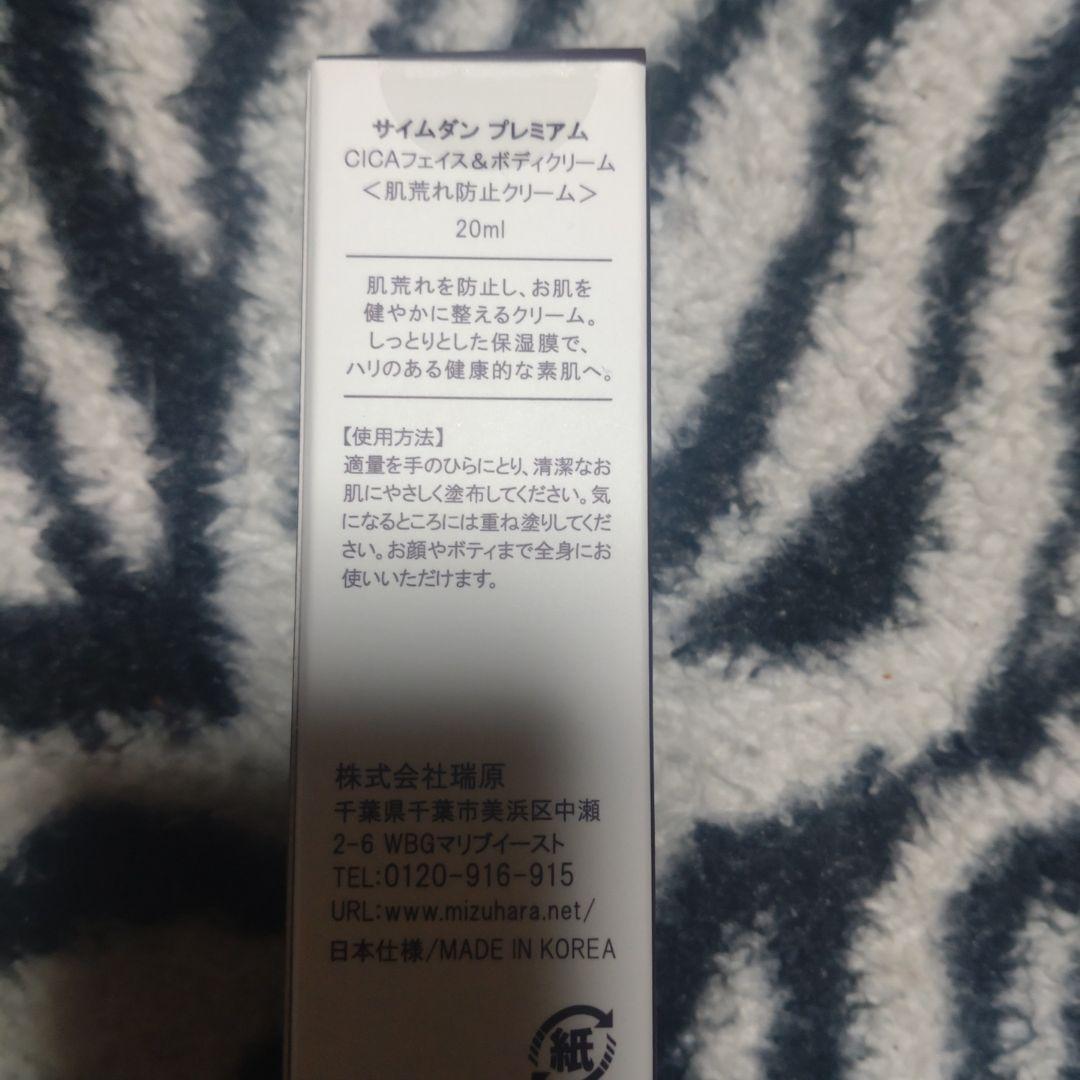 サイムダン プレミアム
CICAフェイス＆ボディクリーム
＜肌荒れ防止クリーム＞
20ml
肌荒れを防止し、お肌を
健やかに整えるクリーム。
しっとりとした保湿膜で、
ハリのある健康的な素肌へ。
【使用方法】
適量を手のひらにとり、清潔なお
肌にやさしく塗布してください。気
になるところには重ね塗りしてくだ
さい。お顔やボティまで全身にお
使いいただけます。
株式会社瑞原
千葉県千葉市美浜区中瀬
2-6 WBGマリブイースト
TEL:0120-916-915
URL:www.mizuhara.net/
日本仕様/MADE IN KOREA
紙